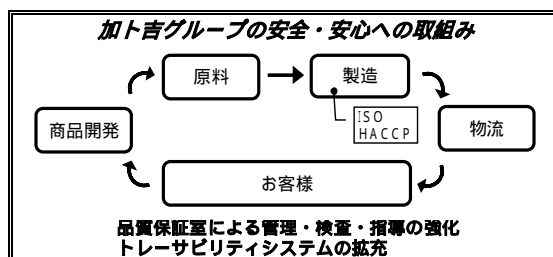 加ト吉グループの安全・安心への取組み
原料
製造
商品開発
ISO
HACCP
物流
お客様
品質保証室による管理・検査・指導の強化
トレーサビリティシステムの拡充